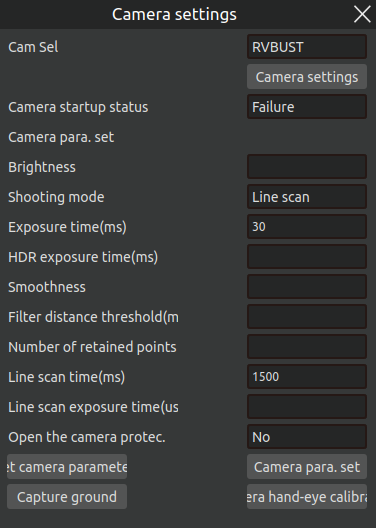 Camera settings
Cam Sel RVBUST
Camera settings
Camera startup status Failure
Camera para. set
Brightness
Shooting mode Line scan
Exposure time(ms) 30
HDR exposure time(ms)
Smoothness
Filter distance threshold(m
Number of retained points
Line scan time(ms) 1500
Line scan exposure time(us
Open the camera protec. No
et camera paramete Camera para. set
Capture ground era hand-eye calibra